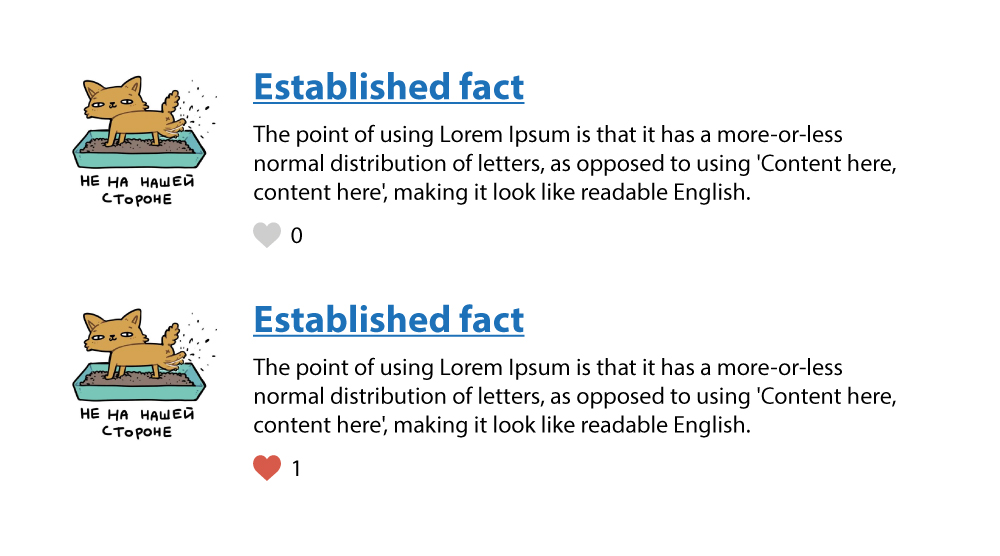 Established fact
The point of using Lorem Ipsum is that it has a more-or-less
normal distribution of letters, as opposed to using 'Content here,
content here', making it look like readable English.
НЕ НА НАШЕЙ
СТОРОНЕ
0
Established fact
The point of using Lorem Ipsum is that it has a more-or-less
normal distribution of letters, as opposed to using 'Content here,
content here', making it look like readable English.
НЕ НА НАШЕЙ
СТОРОНЕ
1